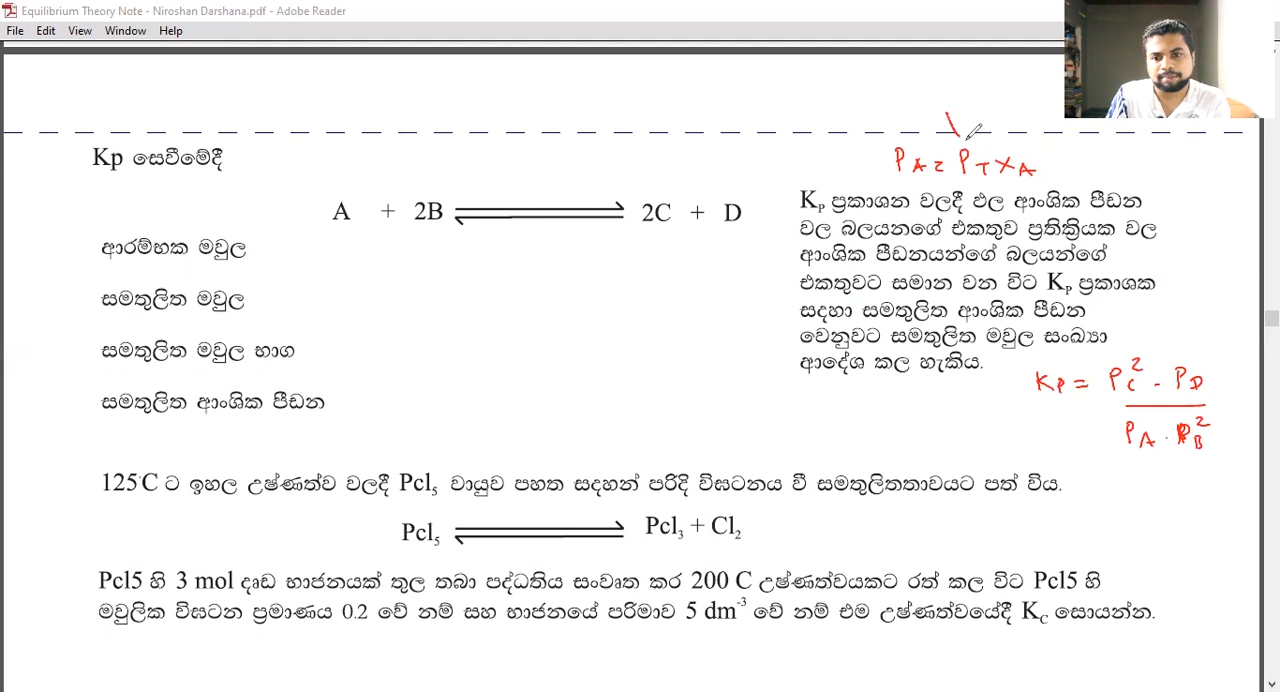 Equilibrium Theory Note - Niroshan Darshana.pdf - Adobe Reader
File Edit View Window Help
P A = P T X A
Kp සෙවීමේදී
A + 2B ⇌ 2C + D
ආරම්භක මවුල
සමතුලිත මවුල
සමතුලිත මවුල භාග
සමතුලිත ආංශික පීඩන
KP ප්‍රකාශන වලදී ඵල ආංශික පීඩන
වල බලයනගේ එකතුව ප්‍රතික්‍රියක වල
ආංශික පීඩනයන්ගේ බලයන්ගේ
එකතුවට සමාන වන විට KP ප්‍රකාශක
සඳහා සමතුලිත ආංශික පීඩන
වෙනුවට සමතුලිත මවුල සංඛ්‍යා
ආදේශ කල හැකිය.
KP = PC² - PD
PA . PB²
125°C ට ඉහල උෂ්ණත්ව වලදී Pcl₅ වායුව පහත සඳහන් පරිදි විඝටනය වී සමතුලිතතාවයට පත් විය.
Pcl₅ ⇌ Pcl₃ + Cl₂
Pcl5 හි 3 mol දෘඩ භාජනයක් තුල තබා පද්ධතිය සංවෘත කර 200 C උෂ්ණත්වයකට රත් කල විට Pcl5 හි
මවුලික විඝටන ප්‍රමාණය 0.2 වේ නම් සහ භාජනයේ පරිමාව 5 dm⁻³ වේ නම් එම උෂ්ණත්වයේදී KC සොයන්න.